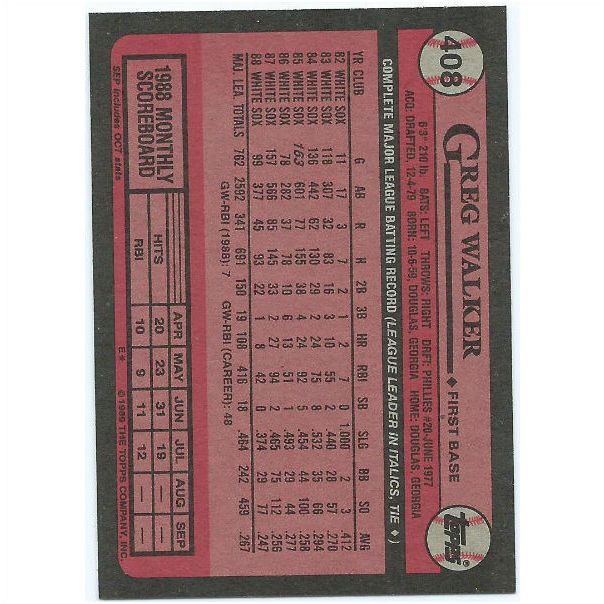 408
GREG WALKER ♦ FIRST BASE
Topps
6'3" 210 lb. BATS: LEFT THROWS: RIGHT DRFT: PHILLIES #20-JUNE 1977
ACQ: DRAFTED, 12-4-79 BORN: 10-6-59, DOUGLAS, GEORGIA HOME: DOUGLAS, GEORGIA
COMPLETE MAJOR LEAGUE BATTING RECORD (LEAGUE LEADER IN ITALICS, TIE ♦)
YR CLUB G AB R H 2B 3B HR RBI SB SLG BB SO AVG
82 WHITE SOX 11 17 3 7 2 1 2 7 0 1.000 2 3 .412
83 WHITE SOX 118 307 32 83 16 3 10 55 2 .440 28 57 .270
84 WHITE SOX 136 442 62 130 29 2 24 75 8 .532 35 66 .294
85 WHITE SOX 163 601 77 155 38 4 24 92 5 .454 44 100 .258
86 WHITE SOX 78 282 37 78 10 6 13 51 1 .493 29 44 .277
87 WHITE SOX 157 566 85 145 33 2 27 94 2 .465 75 112 .256
88 WHITE SOX 99 377 45 93 22 1 8 42 0 .374 29 77 .247
MAJ. LEA. TOTALS 762 2592 341 691 150 19 108 416 18 .464 242 459 .267
GW-RBI (1988): 7 GW-RBI (CAREER): 48
1988 MONTHLY
SCOREBOARD
SEP includes OCT stats
APR MAY JUN JUL AUG SEP
HITS 20 23 31 19 — —
RBI 10 9 11 12 — —
E* ©1989 THE TOPPS COMPANY, INC.